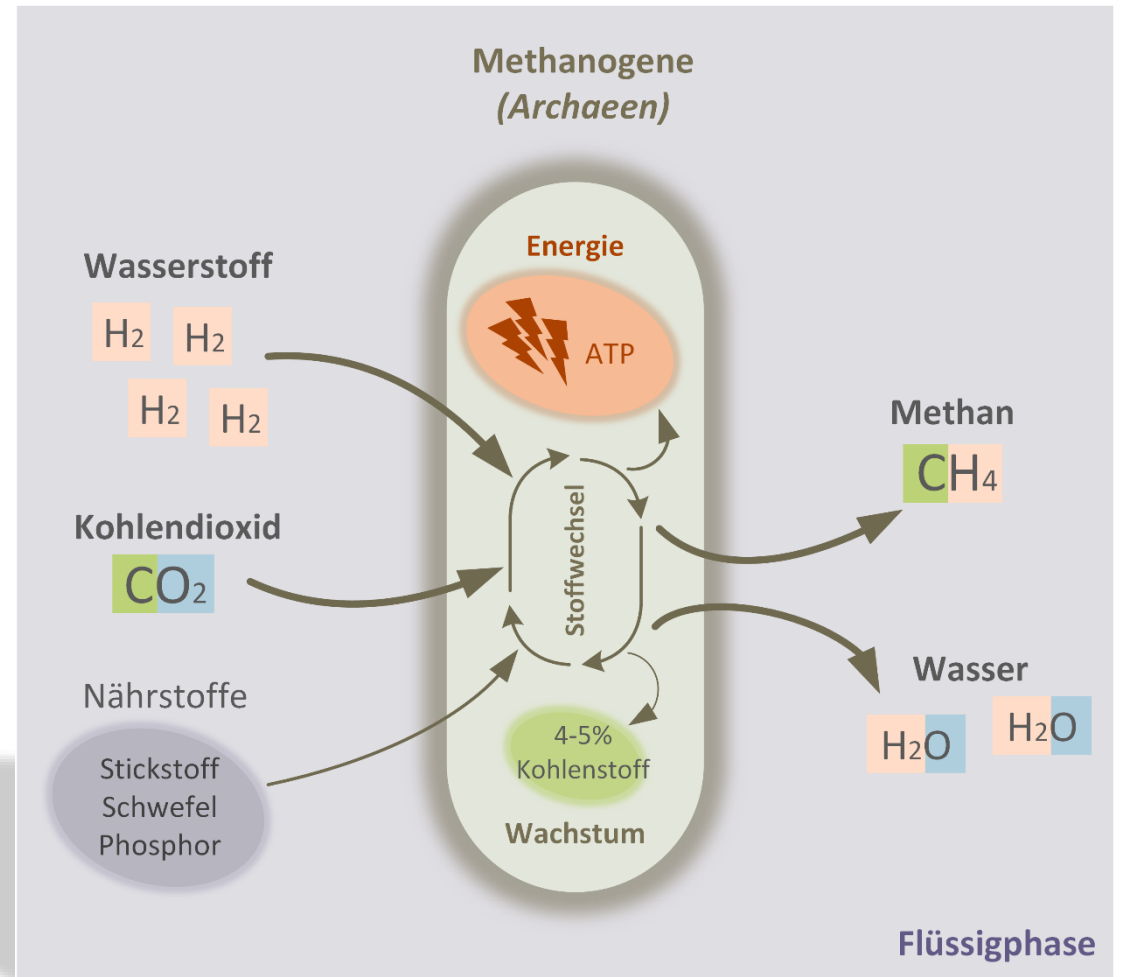 Methanogene
(Archaeen)
Wasserstoff
H2
H2
H2
H2
Kohlendioxid
CO2
Nährstoffe
Stickstoff
Schwefel
Phosphor
Energie
ATP
Stoffwechsel
4-5%
Kohlenstoff
Wachstum
Methan
CH4
Wasser
H2O
H2O
Flüssigphase